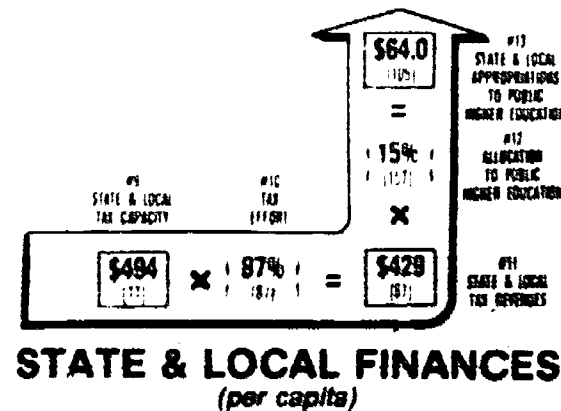 $64.0
(105)
#13
STATE & LOCAL
APPROPRIATIONS
TO PUBLIC
HIGHER EDUCATION
=
15%
(157)
#12
ALLOCATION
TO PUBLIC
HIGHER EDUCATION
×
#9
STATE & LOCAL
TAX CAPACITY
#10
TAX
EFFORT
$494 × 87% = $429
(77)
#11
STATE & LOCAL
TAX REVENUES
STATE & LOCAL FINANCES
(per capita)